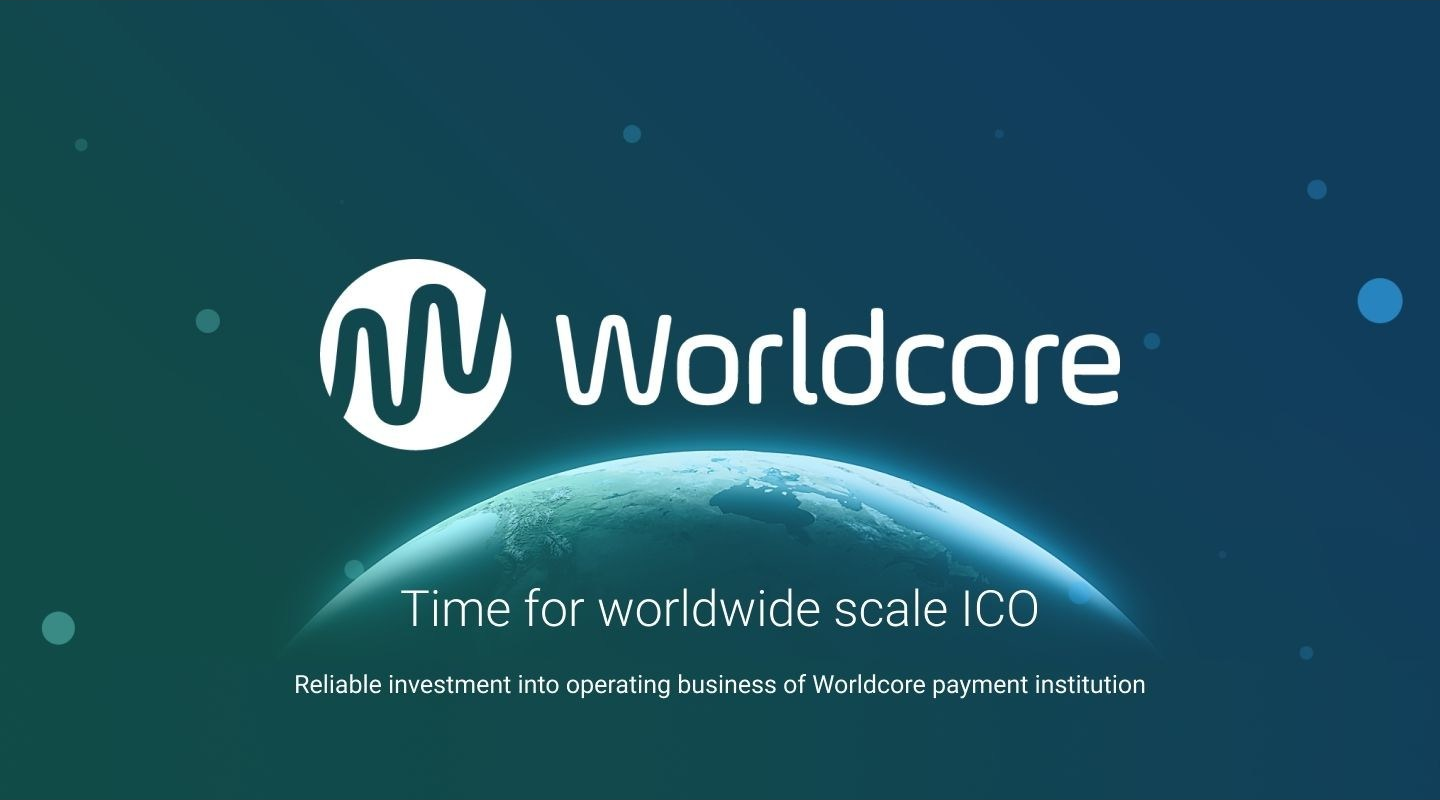 Worldcore
Time for worldwide scale ICO
Reliable investment into operating business of Worldcore payment institution